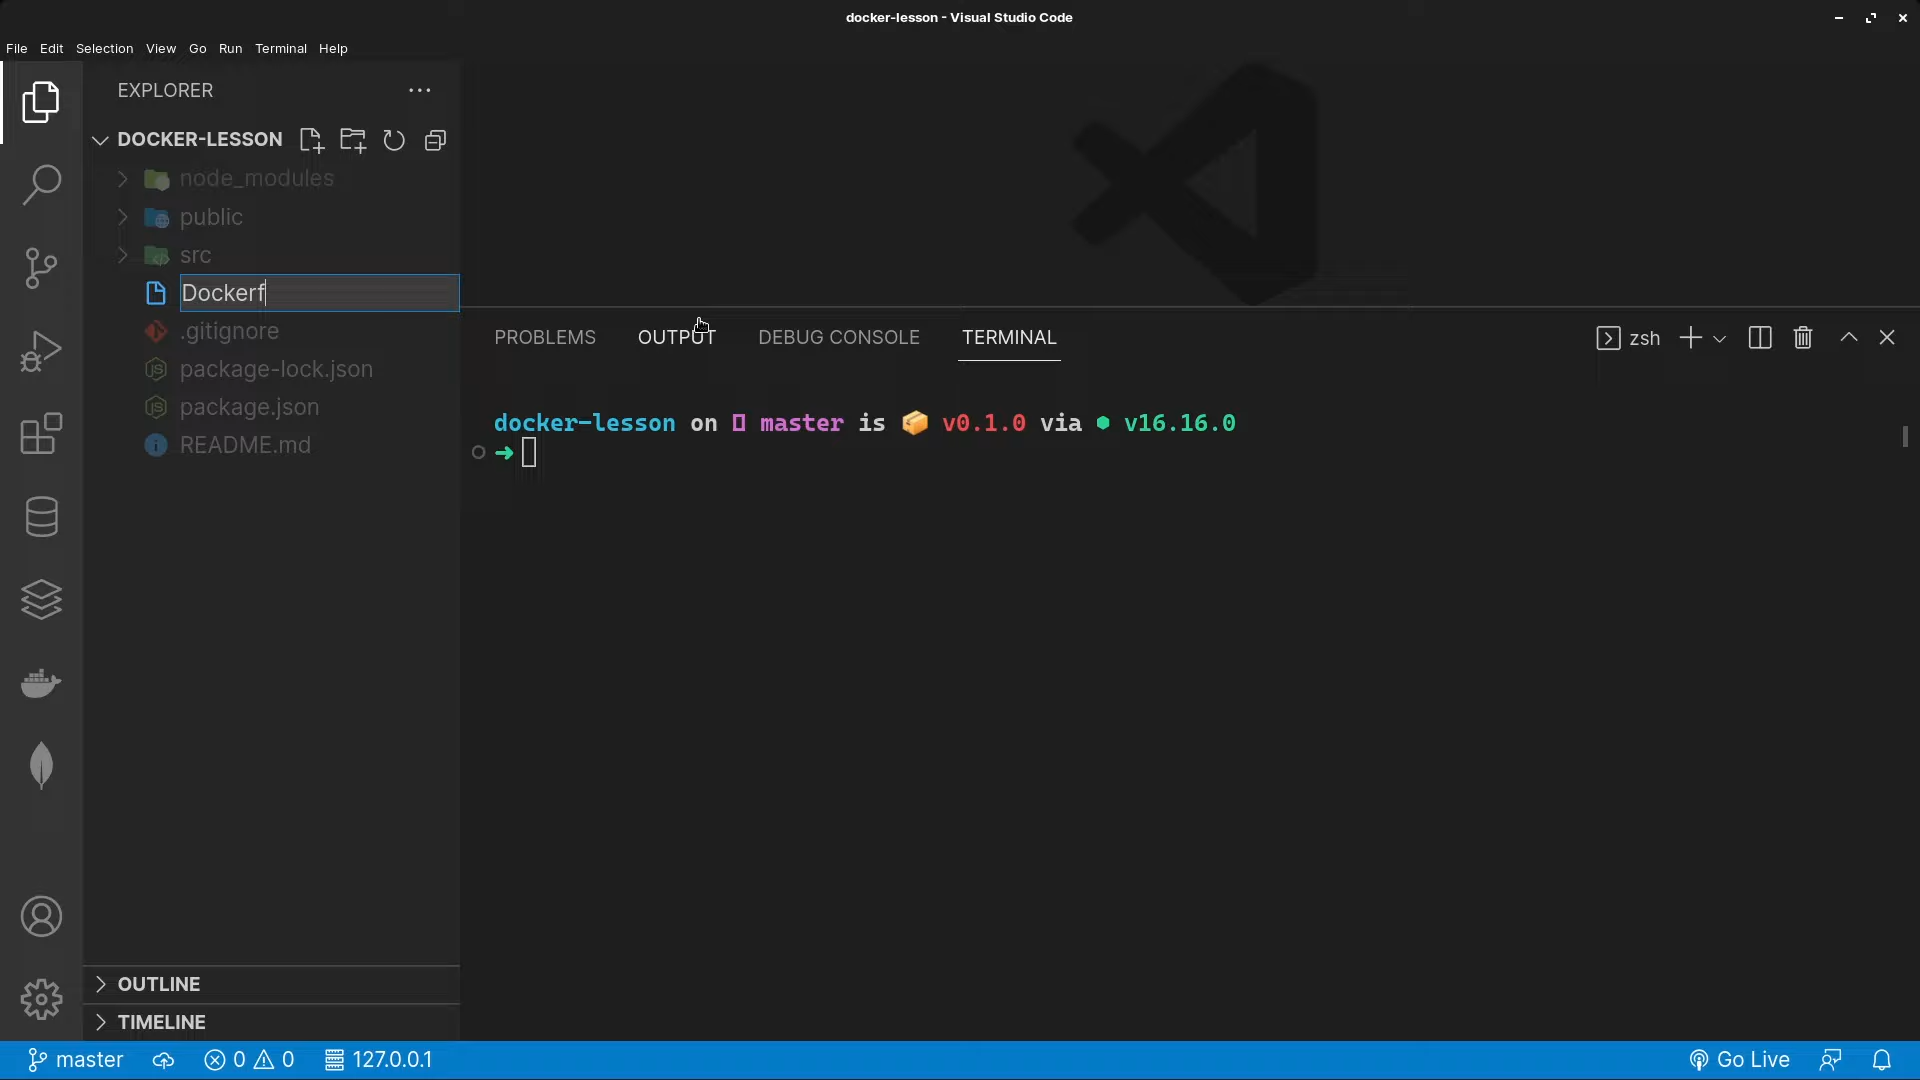 docker-lesson - Visual Studio Code
File Edit Selection View Go Run Terminal Help
EXPLORER
DOCKER-LESSON
node_modules
public
src
Dockerf
.gitignore
package-lock.json
package.json
README.md
OUTLINE
TIMELINE
PROBLEMS OUTPUT DEBUG CONSOLE TERMINAL
zsh
docker-lesson on master is 📦 v0.1.0 via ⬢ v16.16.0
➜
master 0 0 127.0.0.1 Go Live